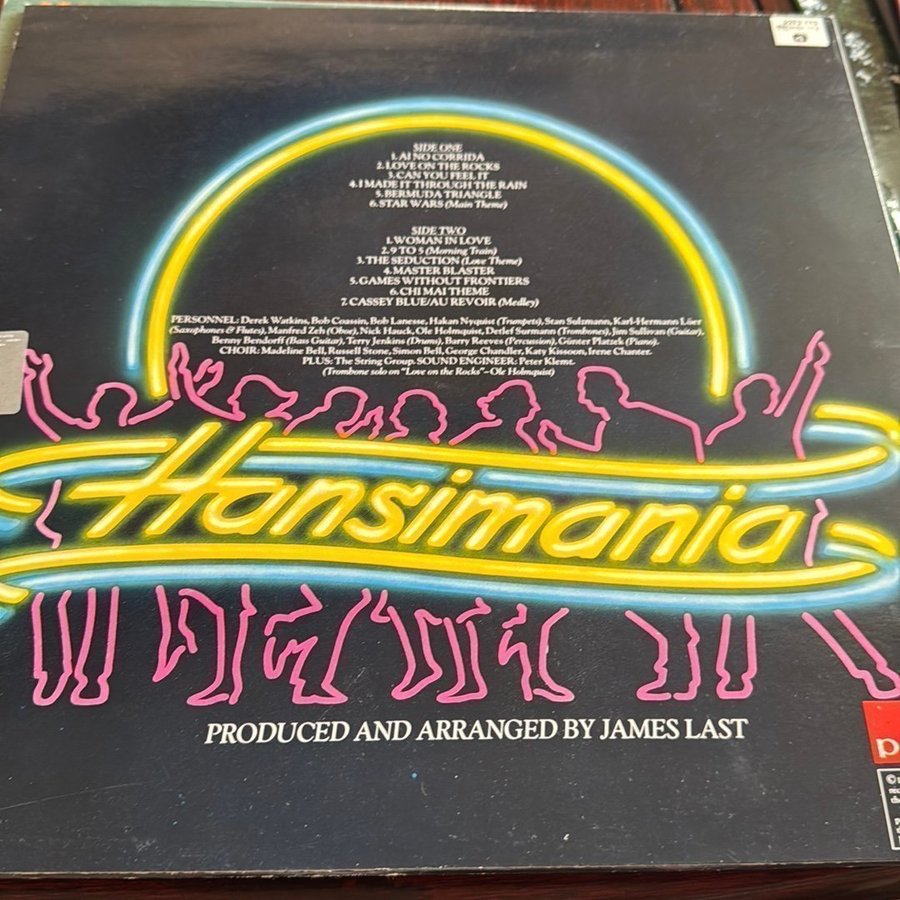 SIDE ONE
1. AI NO CORRIDA
2. LOVE ON THE ROCKS
3. CAN YOU FEEL IT
4. I MADE IT THROUGH THE RAIN
5. BERMUDA TRIANGLE
6. STAR WARS (Main Theme)
SIDE TWO
1. WOMAN IN LOVE
2. 9 TO 5 (Morning Train)
3. THE SEDUCTION (Love Theme)
4. MASTER BLASTER
5. GAMES WITHOUT FRONTIERS
6. CHI MAI THEME
7. CASSEY BLUE/AU REVOIR (Medley)
PERSONNEL: Derek Watkins, Bob Coassin, Bob Lanesse, Hakan Nyquist (Trumpets), Stan Sulzmann, Karl-Hermann Lüer
(Saxophones & Flutes), Manfred Zeh (Oboe), Nick Hauck, Ole Holmquist, Detlef Surmann (Trombones), Jim Sullivan (Guitar),
Benny Bendorff (Bass Guitar), Terry Jenkins (Drums), Barry Reeves (Percussion), Günter Platzek (Piano).
CHOIR: Madeline Bell, Russell Stone, Simon Bell, George Chandler, Katy Kissoon, Irene Chanter.
PLUS: The String Group. SOUND ENGINEER: Peter Klemt.
(Trombone solo on "Love on the Rocks"–Ole Holmquist)
Hansimania
PRODUCED AND ARRANGED BY JAMES LAST